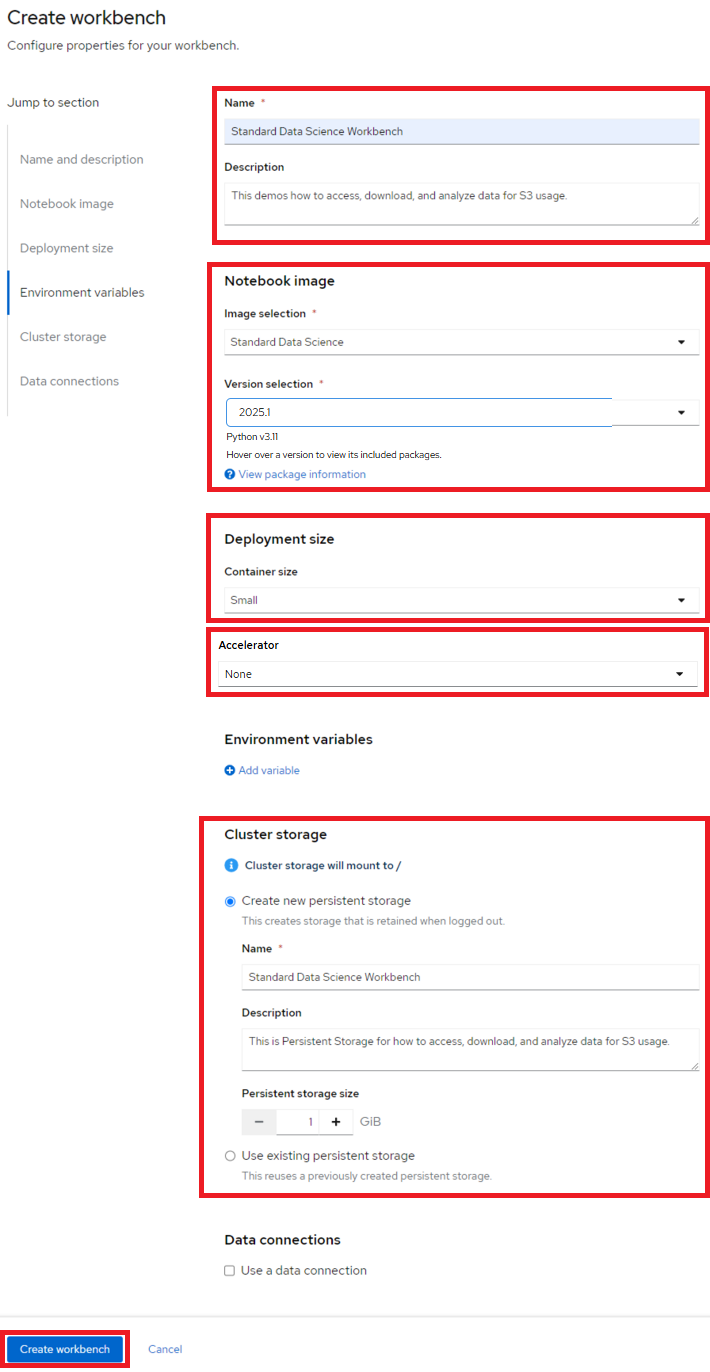 Create workbench
Configure properties for your workbench.
Jump to section
Name and description
Notebook image
Deployment size
Environment variables
Cluster storage
Data connections
Name *
Standard Data Science Workbench
Description
This demos how to access, download, and analyze data for S3 usage.
Notebook image
Image selection *
Standard Data Science
Version selection *
2025.1
Python v3.11
Hover over a version to view its included packages.
View package information
Deployment size
Container size
Small
Accelerator
None
Environment variables
Add variable
Cluster storage
Cluster storage will mount to /
Create new persistent storage
This creates storage that is retained when logged out.
Name *
Standard Data Science Workbench
Description
This is Persistent Storage for how to access, download, and analyze data for S3 usage.
Persistent storage size
− 1 + GIB
Use existing persistent storage
This reuses a previously created persistent storage.
Data connections
Use a data connection
Create workbench Cancel